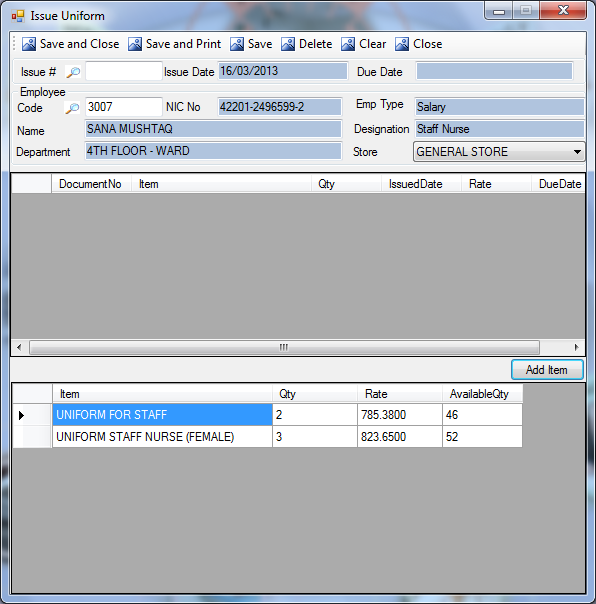 Issue Uniform
Save and Close Save and Print Save Delete Clear Close
Issue # Issue Date 16/03/2013 Due Date
Employee
Code 3007 NIC No 42201-2496599-2 Emp Type Salary
Name SANA MUSHTAQ Designation Staff Nurse
Department 4TH FLOOR - WARD Store GENERAL STORE
DocumentNo Item Qty IssuedDate Rate DueDate
Add Item
Item Qty Rate AvailableQty
UNIFORM FOR STAFF 2 785.3800 46
UNIFORM STAFF NURSE (FEMALE) 3 823.6500 52